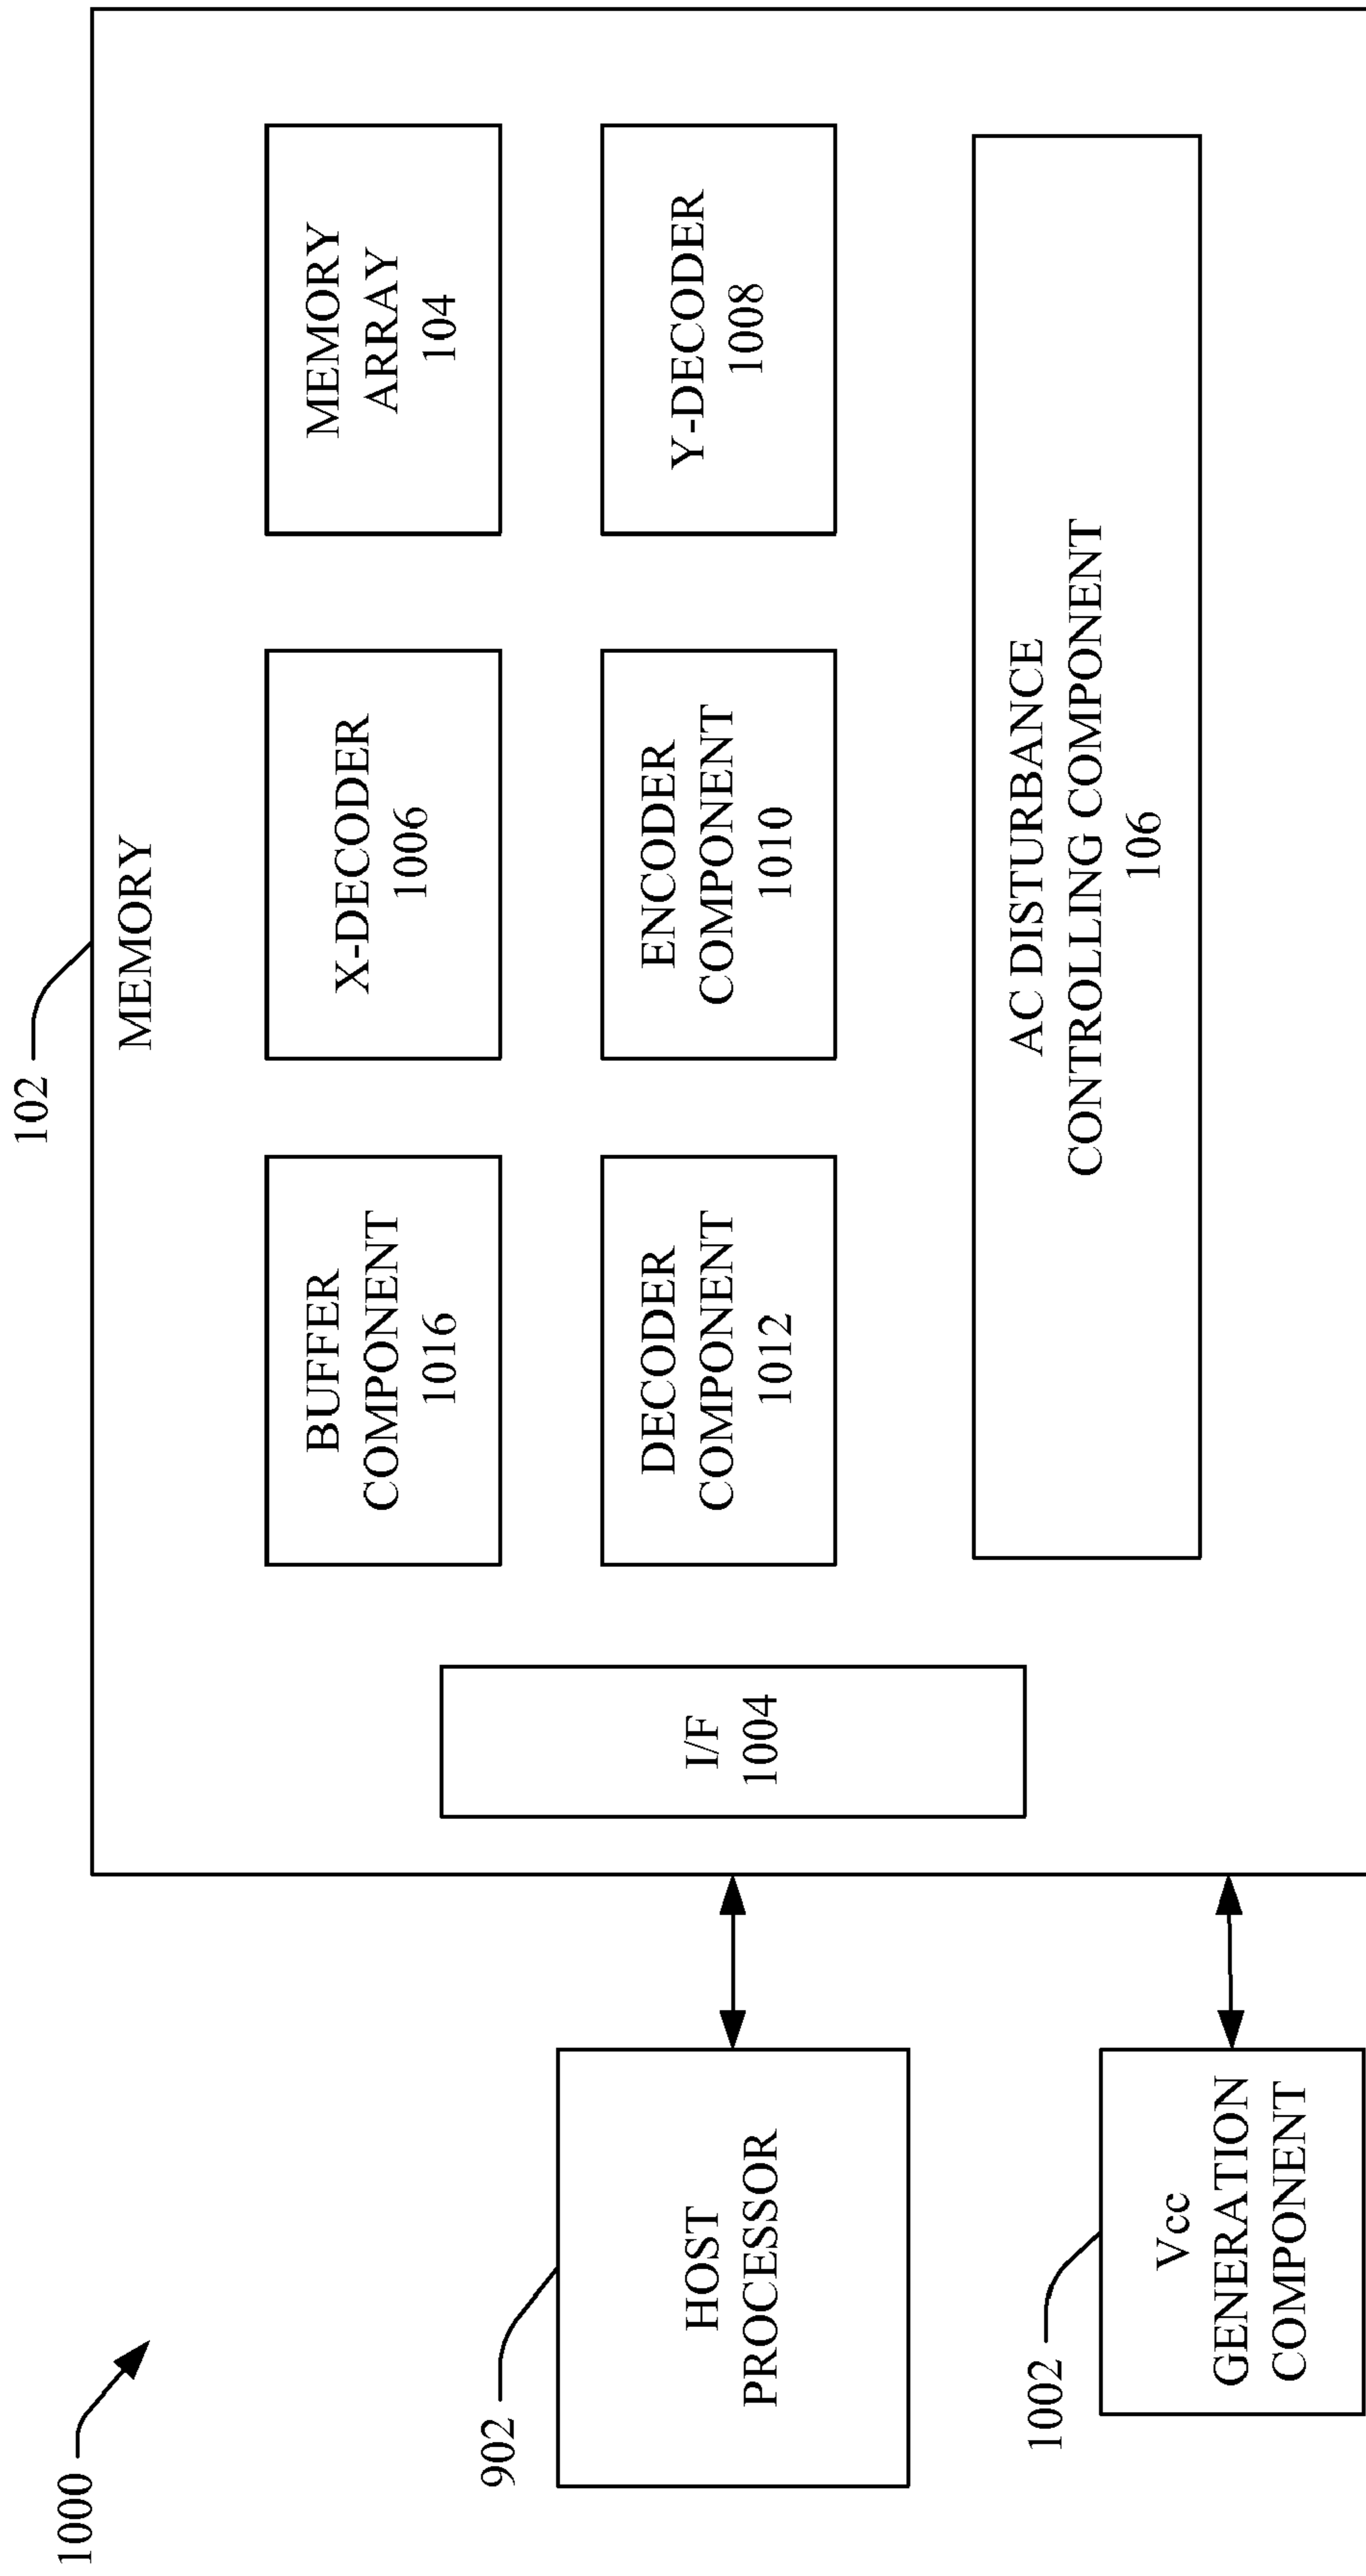 1000
102
MEMORY
BUFFER
COMPONENT
1016
X-DECODER
1006
MEMORY
ARRAY
104
I/F
1004
DECODER
COMPONENT
1012
ENCODER
COMPONENT
1010
Y-DECODER
1008
902
HOST
PROCESSOR
AC DISTURBANCE
CONTROLLING COMPONENT
106
1002
Vcc
GENERATION
COMPONENT